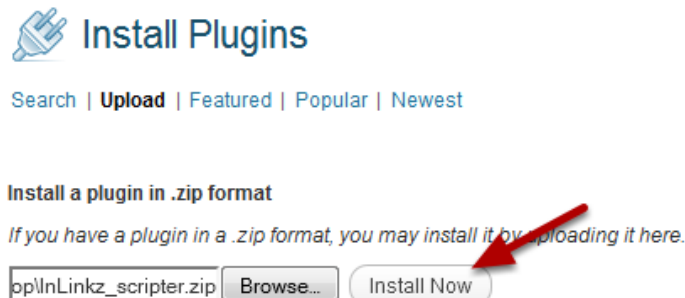 Install Plugins
Search | Upload | Featured | Popular | Newest
Install a plugin in .zip format
If you have a plugin in a .zip format, you may install it by uploading it here.
op\InLinkz_scripter.zip Browse... Install Now